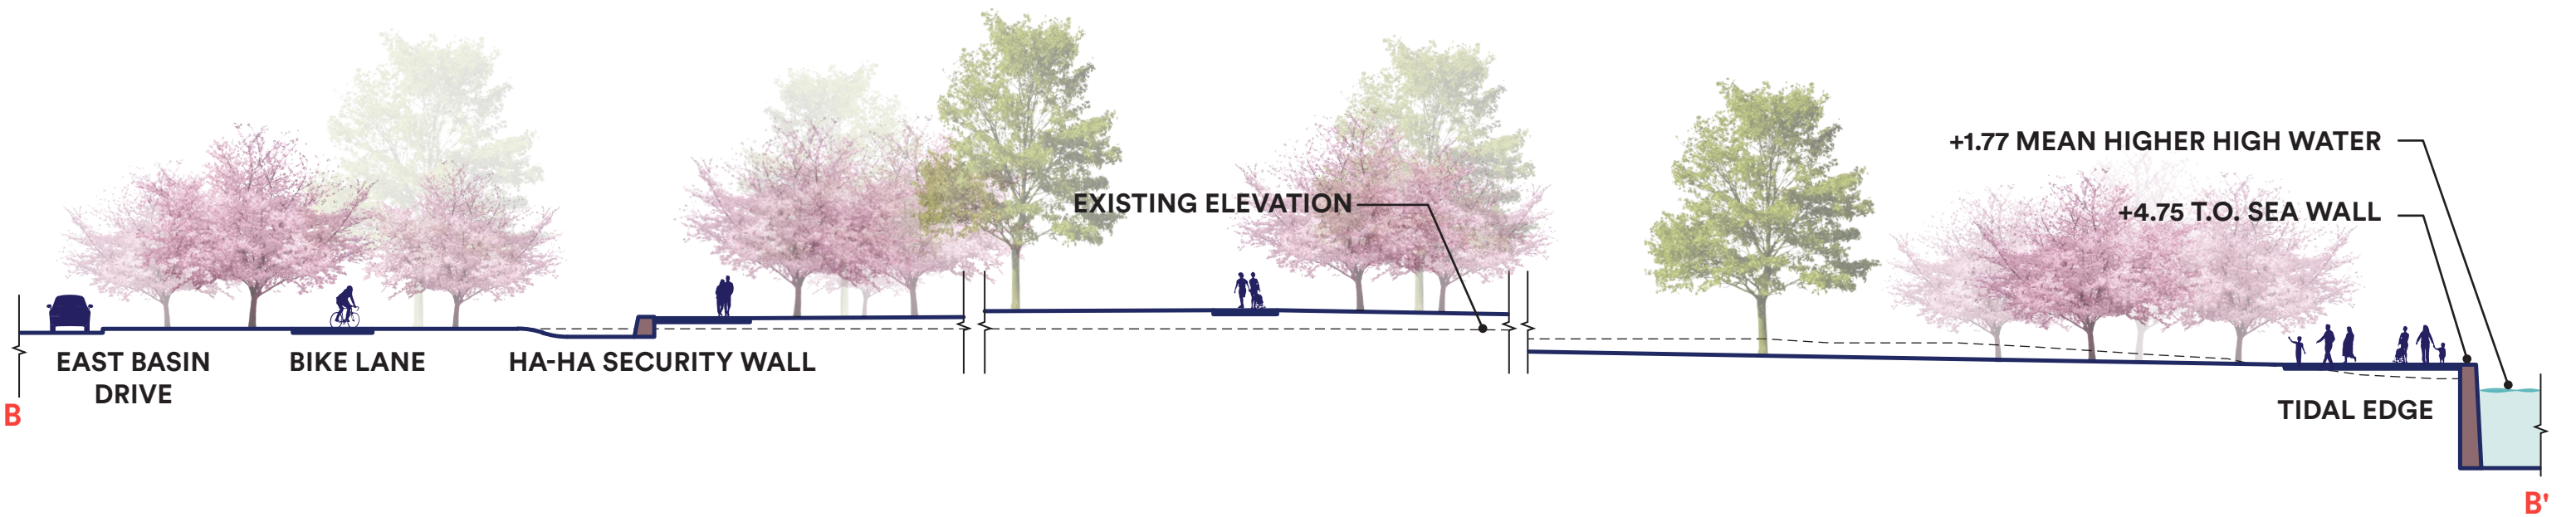 +1.77 MEAN HIGHER HIGH WATER
EXISTING ELEVATION
+4.75 T.O. SEA WALL
EAST BASIN
DRIVE
BIKE LANE
HA-HA SECURITY WALL
TIDAL EDGE
B
B'